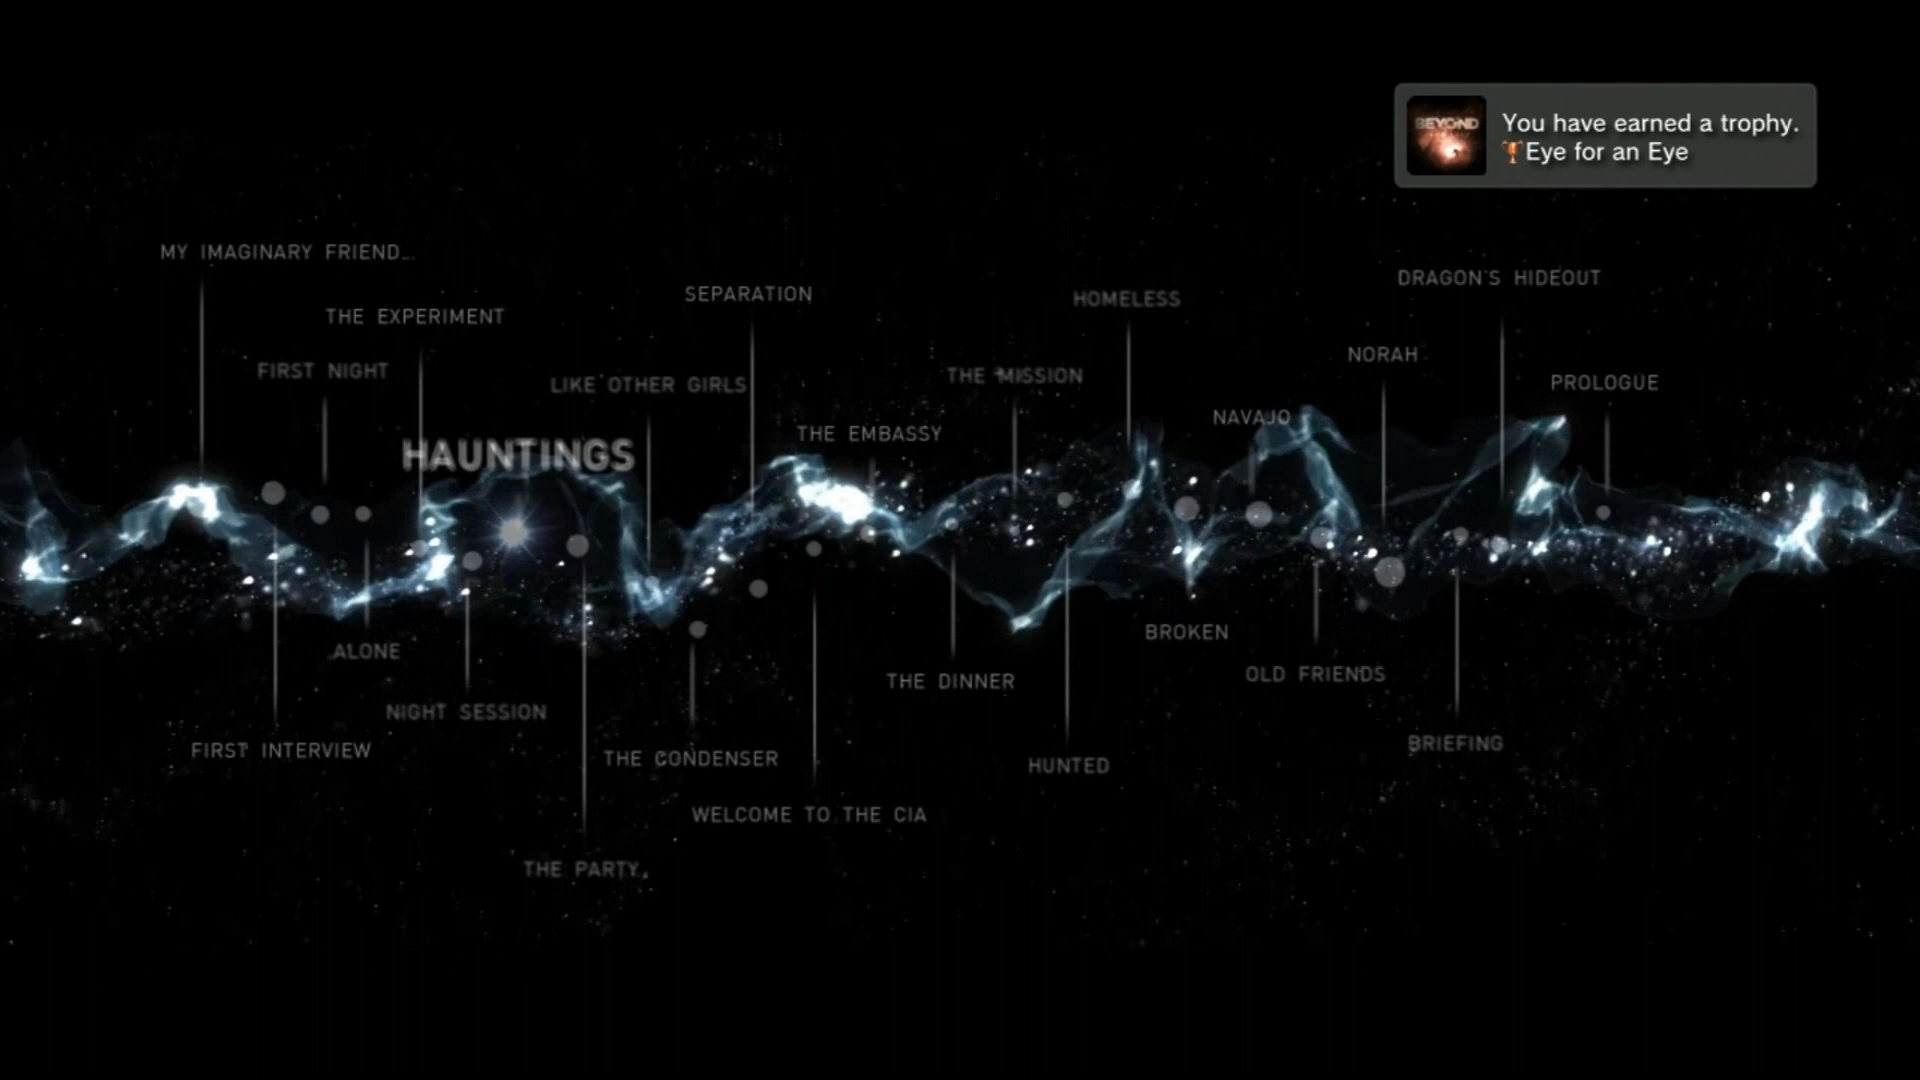 BEYOND
You have earned a trophy.
Eye for an Eye
MY IMAGINARY FRIEND...
DRAGON'S HIDEOUT
SEPARATION
HOMELESS
THE EXPERIMENT
NORAH
FIRST NIGHT
THE MISSION
LIKE OTHER GIRLS
PROLOGUE
NAVAJO
THE EMBASSY
HAUNTINGS
BROKEN
ALONE
OLD FRIENDS
THE DINNER
NIGHT SESSION
BRIEFING
FIRST INTERVIEW
THE CONDENSER
HUNTED
WELCOME TO THE CIA
THE PARTY